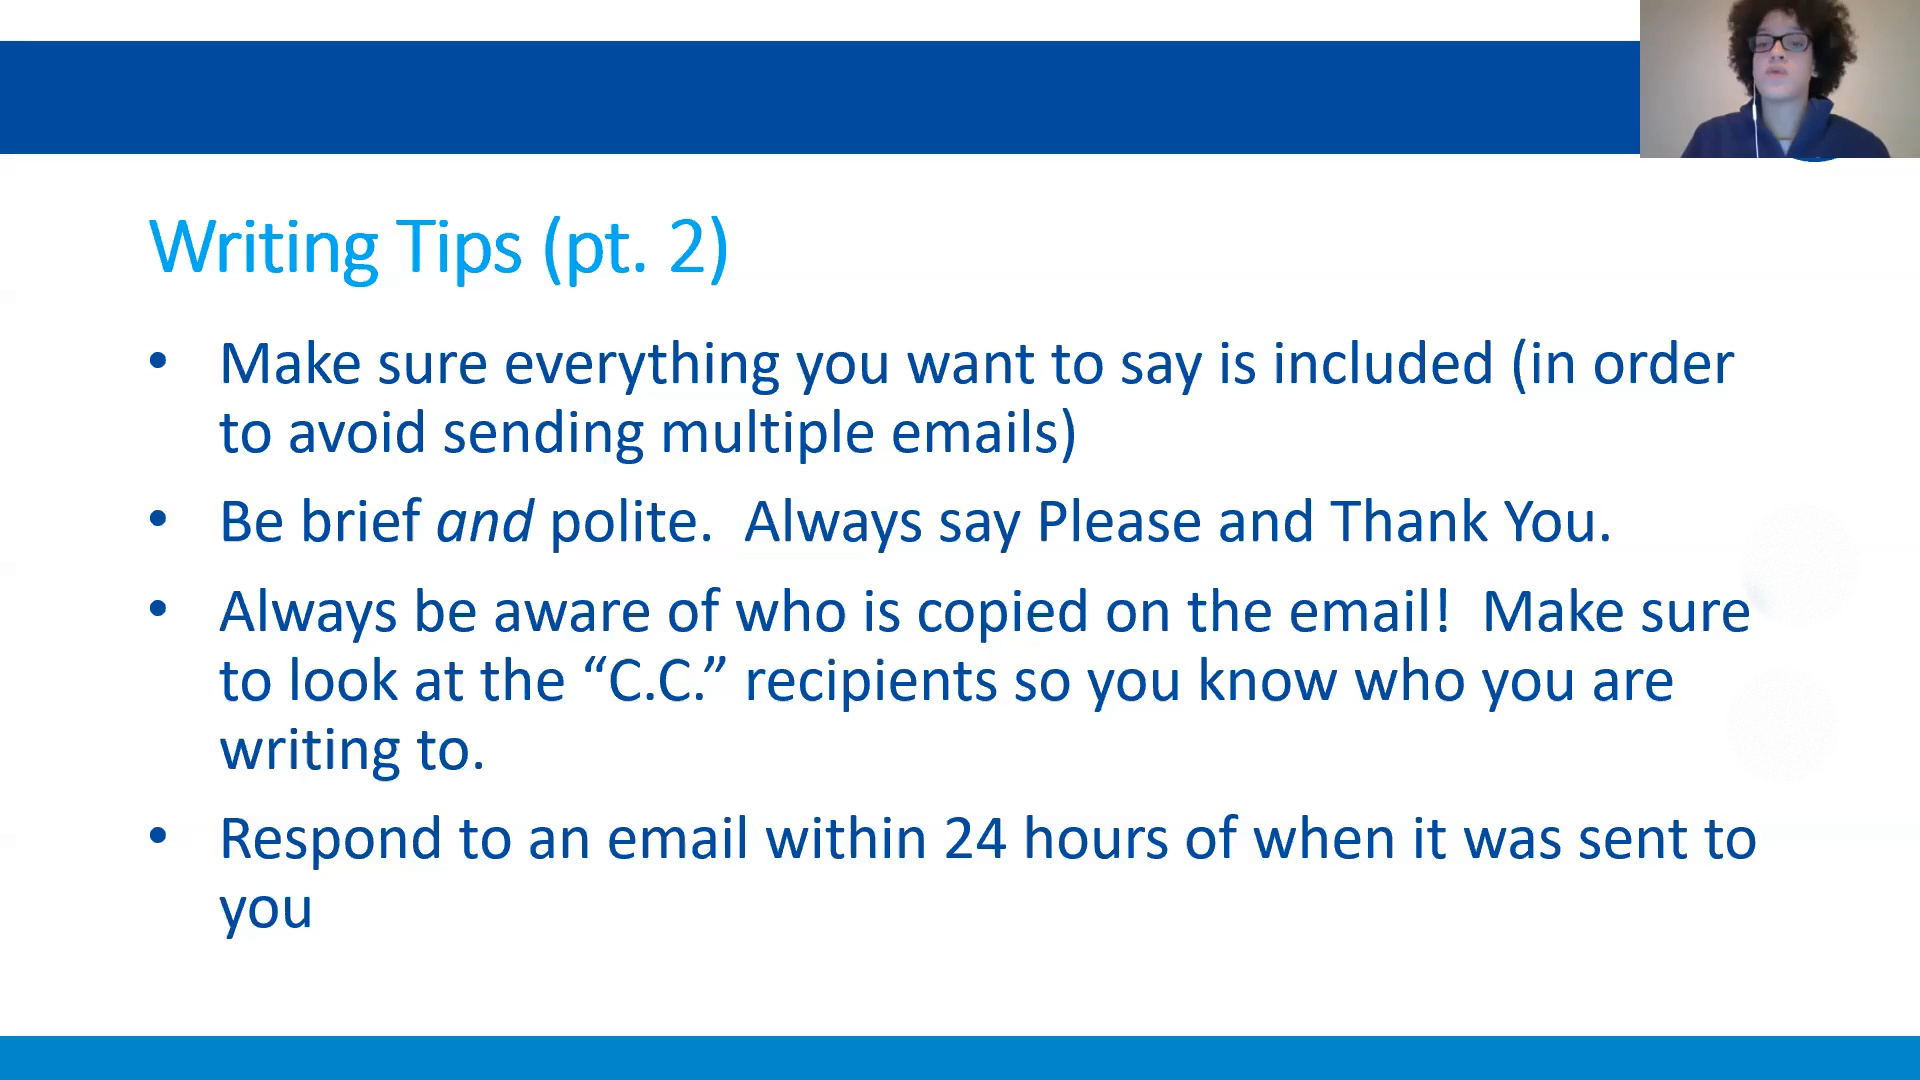 Writing Tips (pt. 2)
• Make sure everything you want to say is included (in order
to avoid sending multiple emails)
• Be brief and polite.  Always say Please and Thank You.
• Always be aware of who is copied on the email!  Make sure
to look at the “C.C.” recipients so you know who you are
writing to.
• Respond to an email within 24 hours of when it was sent to
you